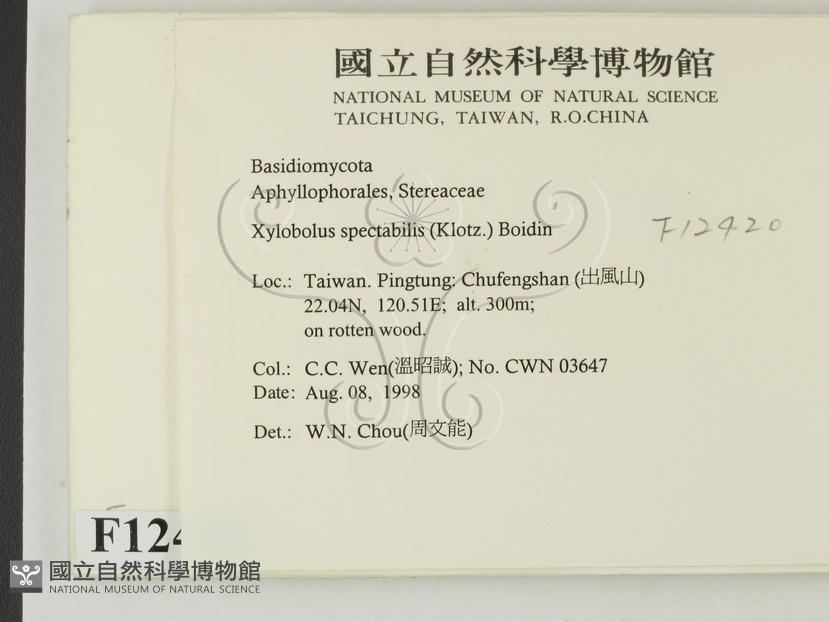 國立自然科學博物館
NATIONAL MUSEUM OF NATURAL SCIENCE
TAICHUNG, TAIWAN, R.O.CHINA
Basidiomycota
Aphyllophorales, Stereaceae
Xylobolus spectabilis (Klotz.) Boidin
F12420
Loc.: Taiwan. Pingtung: Chufengshan (出風山)
22.04N, 120.51E; alt. 300m;
on rotten wood.
Col.: C.C. Wen(溫昭誠); No. CWN 03647
Date: Aug. 08, 1998
Det.: W.N. Chou(周文能)
F124
國立自然科學博物館
NATIONAL MUSEUM OF NATURAL SCIENCE